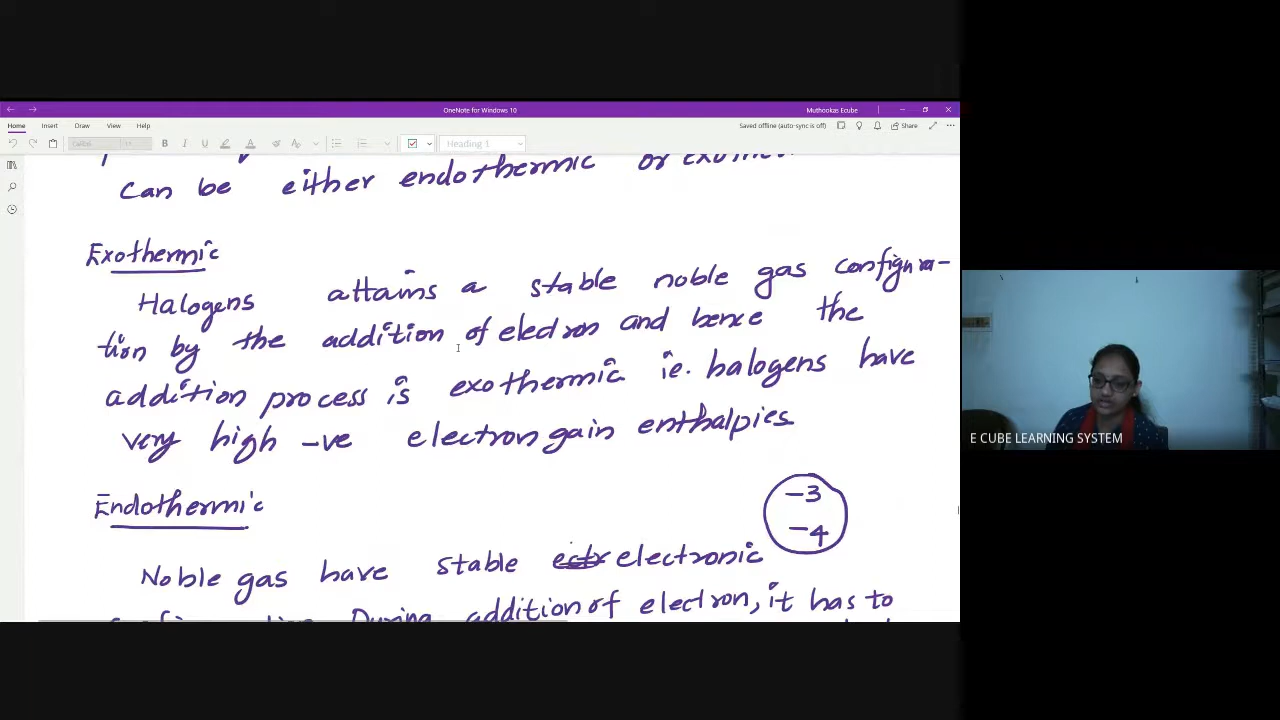 OneNote for Windows 10
Muthookas Ecube
Home Insert Draw View Help
Saved offline (auto-sync is off)
Share
B I U A
Heading 1
can be either endothermic or
Exothermic
Halogens attains a stable noble gas configura-
tion by the addition of electron and hence the
addition process is exothermic ie. halogens have
very high -ve electron gain enthalpies
Endothermic
-3
-4
Noble gas have stable electronic
During addition of electron, it has to
E CUBE LEARNING SYSTEM